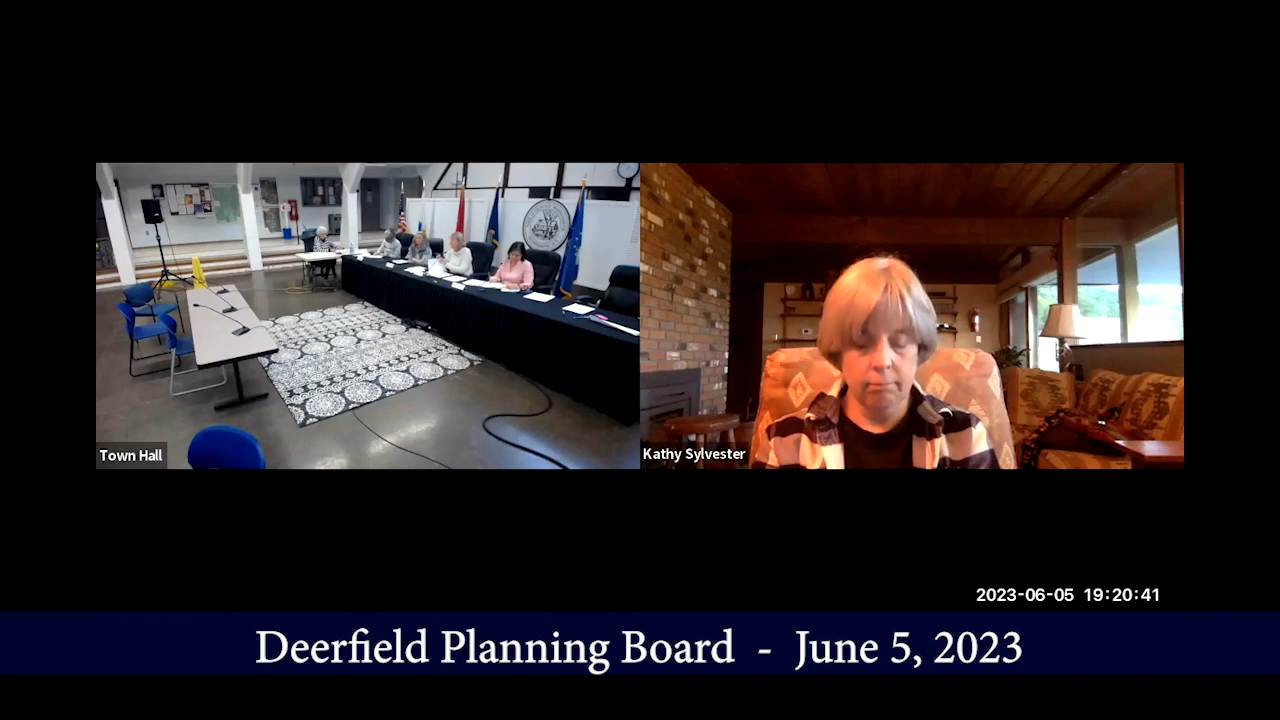 Town Hall
Kathy Sylvester
2023-06-05 19:20:41
Deerfield Planning Board - June 5, 2023